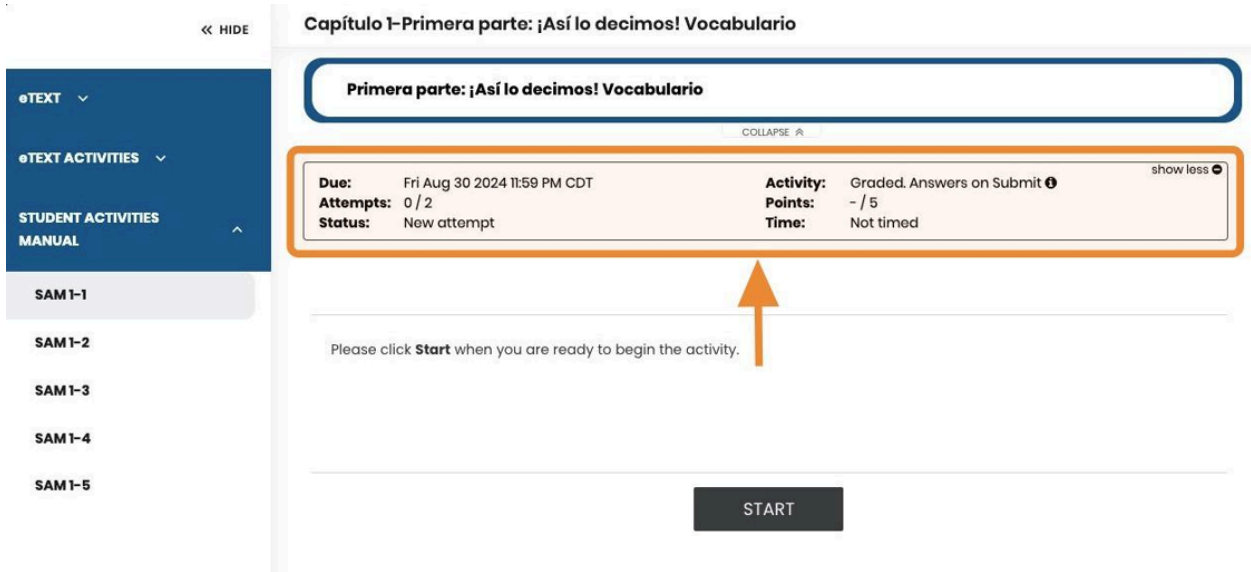 « HIDE
eTEXT
eTEXT ACTIVITIES
STUDENT ACTIVITIES
MANUAL
SAM 1-1
SAM 1-2
SAM 1-3
SAM 1-4
SAM 1-5
Capítulo 1-Primera parte: ¡Así lo decimos! Vocabulario
Primera parte: ¡Así lo decimos! Vocabulario
COLLAPSE
show less
Due: Fri Aug 30 2024 11:59 PM CDT
Attempts: 0 / 2
Status: New attempt
Activity: Graded. Answers on Submit
Points: - / 5
Time: Not timed
Please click Start when you are ready to begin the activity.
START